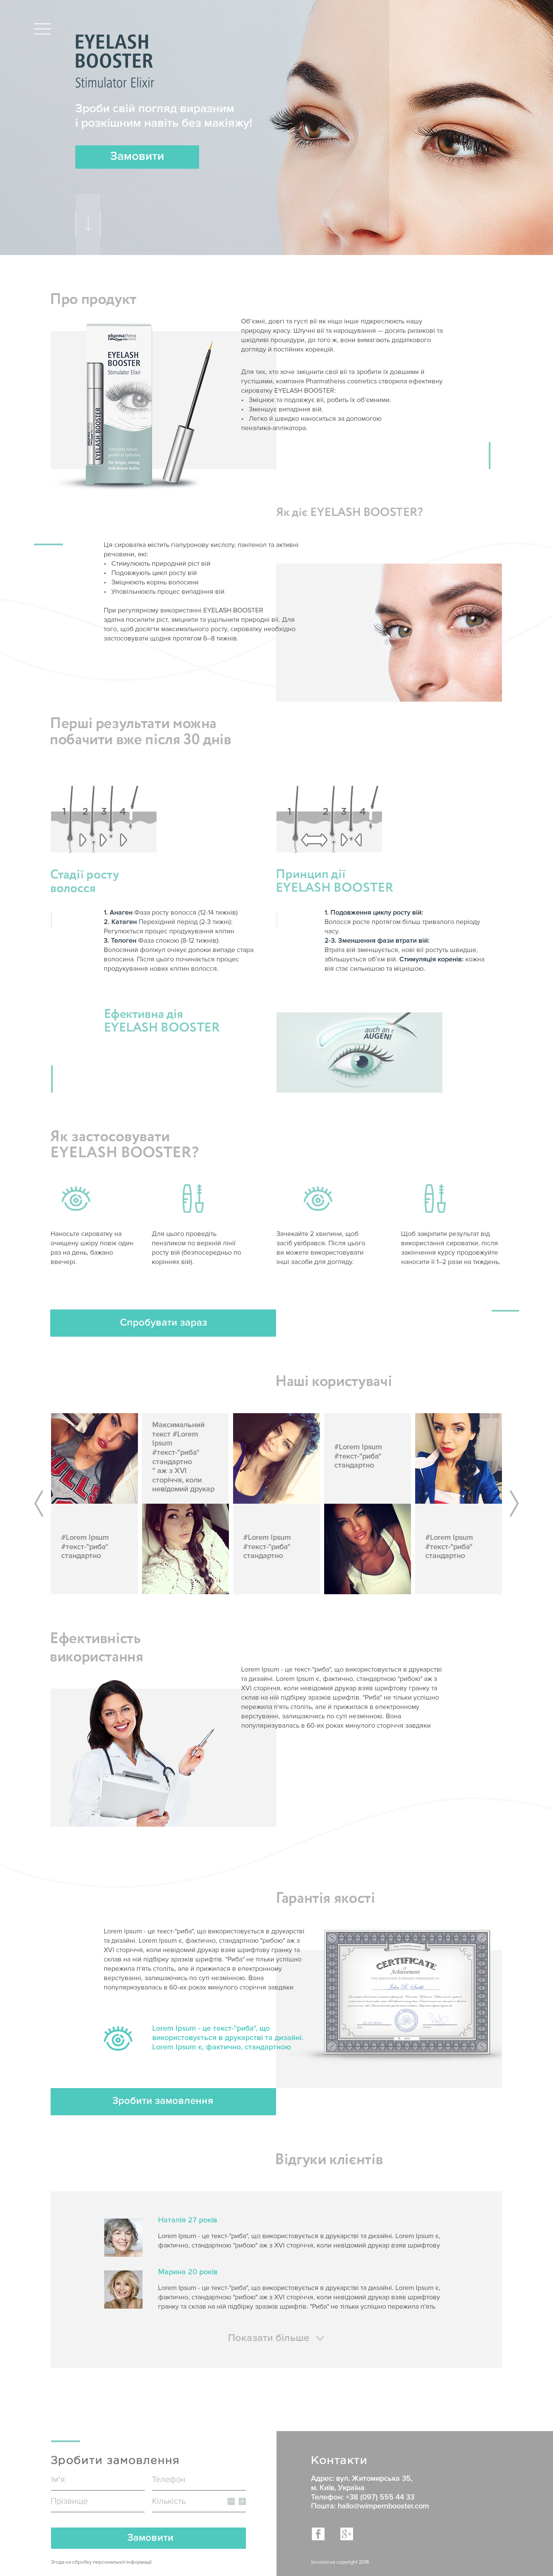 EYELASH
BOOSTER
Stimulator Elixir
Зроби свій погляд виразним
і розкішним навіть без макіяжу!
Замовити
Про продукт
pharmatheiss
EYELASH
BOOSTER
Stimulator Elixir
EYELASH BOOSTER
Об'ємні, довгі та густі вії як ніщо інше підкреслюють нашу
природну красу. Штучні вії та нарощування — досить ризикові та
шкідливі процедури, до того ж, вони вимагають додаткового
догляду й постійних корекцій.
Для тих, хто хоче зміцнити свої вії та зробити їх довшими й
густішими, компанія Pharmatheiss cosmetics створила ефективну
сироватку EYELASH BOOSTER:
• Зміцнює та подовжує вії, робить їх об'ємними.
• Зменшує випадіння вій.
• Легко й швидко наноситься за допомогою
пензлика-аплікатора.
Як діє EYELASH BOOSTER?
Ця сироватка містить гіалуронову кислоту, пантенол та активні
речовини, які:
• Стимулюють природний ріст вій
• Подовжують цикл росту вій
• Зміцнюють корінь волосини
• Уповільнюють процес випадіння вій
При регулярному використанні EYELASH BOOSTER
здатна посилити ріст, зміцнити та ущільнити природні вії. Для
того, щоб досягти максимального росту, сироватку необхідно
застосовувати щодня протягом 6–8 тижнів.
Перші результати можна
побачити вже після 30 днів
1 2 3 4
1 2 3 4
Стадії росту
волосся
1. Анаген Фаза росту волосся (12-14 тижнів)
2. Катаген Перехідний період (2-3 тижні):
Регулюється процес продукування клітин
3. Телоген Фаза спокою (8-12 тижнів):
Волосяний фолікул очікує допоки випаде стара
волосина. Після цього починається процес
продукування нових клітин волосся.
Принцип дії
EYELASH BOOSTER
1. Подовження циклу росту вій:
Волосся росте протягом більш тривалого періоду
часу.
2-3. Зменшення фази втрати вій:
Втрата вій зменшується, нові вії ростуть швидше,
збільшується об'єм вій. Стимуляція коренів: кожна
вія стає сильнішою та міцнішою.
Ефективна дія
EYELASH BOOSTER
auch an d
AUGEN!
Як застосовувати
EYELASH BOOSTER?
Наносьте сироватку на
очищену шкіру повік один
раз на день, бажано
ввечері.
Для цього проведіть
пензликом по верхній лінії
росту вій (безпосередньо по
коріннях вій).
Зачекайте 2 хвилини, щоб
засіб увібрався. Після цього
ви можете використовувати
інші засоби для догляду.
Щоб закріпити результат від
використання сироватки, після
закінчення курсу продовжуйте
наносити її 1–2 рази на тиждень.
Спробувати зараз
Наші користувачі
Максимальний
текст #Lorem
Ipsum
#текст-"риба"
стандартно
" аж з XVI
сторіччя, коли
невідомий друкар
#Lorem Ipsum
#текст-"риба"
стандартно
#Lorem Ipsum
#текст-"риба"
стандартно
#Lorem Ipsum
#текст-"риба"
стандартно
#Lorem Ipsum
#текст-"риба"
стандартно
Ефективність
використання
Lorem Ipsum - це текст-"риба", що використовується в друкарстві
та дизайні. Lorem Ipsum є, фактично, стандартною "рибою" аж з
XVI сторіччя, коли невідомий друкар взяв шрифтову гранку та
склав на ній підбірку зразків шрифтів. "Риба" не тільки успішно
пережила п'ять століть, але й прижилася в електронному
верстуванні, залишаючись по суті незмінною. Вона
популяризувалась в 60-их роках минулого сторіччя завдяки
Гарантія якості
Lorem Ipsum - це текст-"риба", що використовується в друкарстві
та дизайні. Lorem Ipsum є, фактично, стандартною "рибою" аж з
XVI сторіччя, коли невідомий друкар взяв шрифтову гранку та
склав на ній підбірку зразків шрифтів. "Риба" не тільки успішно
пережила п'ять століть, але й прижилася в електронному
верстуванні, залишаючись по суті незмінною. Вона
популяризувалась в 60-их роках минулого сторіччя завдяки
CERTIFICATE
of Achievement
John R. Smith
Lorem Ipsum - це текст-"риба", що
використовується в друкарстві та дизайні.
Lorem Ipsum є, фактично, стандартною
Зробити замовлення
Відгуки клієнтів
Наталія 27 років
Lorem Ipsum - це текст-"риба", що використовується в друкарстві та дизайні. Lorem Ipsum є,
фактично, стандартною "рибою" аж з XVI сторіччя, коли невідомий друкар взяв шрифтову
Марина 20 років
Lorem Ipsum - це текст-"риба", що використовується в друкарстві та дизайні. Lorem Ipsum є,
фактично, стандартною "рибою" аж з XVI сторіччя, коли невідомий друкар взяв шрифтову
гранку та склав на ній підбірку зразків шрифтів. "Риба" не тільки успішно пережила п'ять
Показати більше
Зробити замовлення
Ім'я Телефон
Прізвище Кількість
Замовити
Згода на обробку персональної інформації
Контакти
Адрес: вул. Житомирська 35,
м. Київ, Україна
Телефон: +38 (097) 555 44 33
Пошта: hallo@wimpernbooster.com
booster.ua copyright 2016